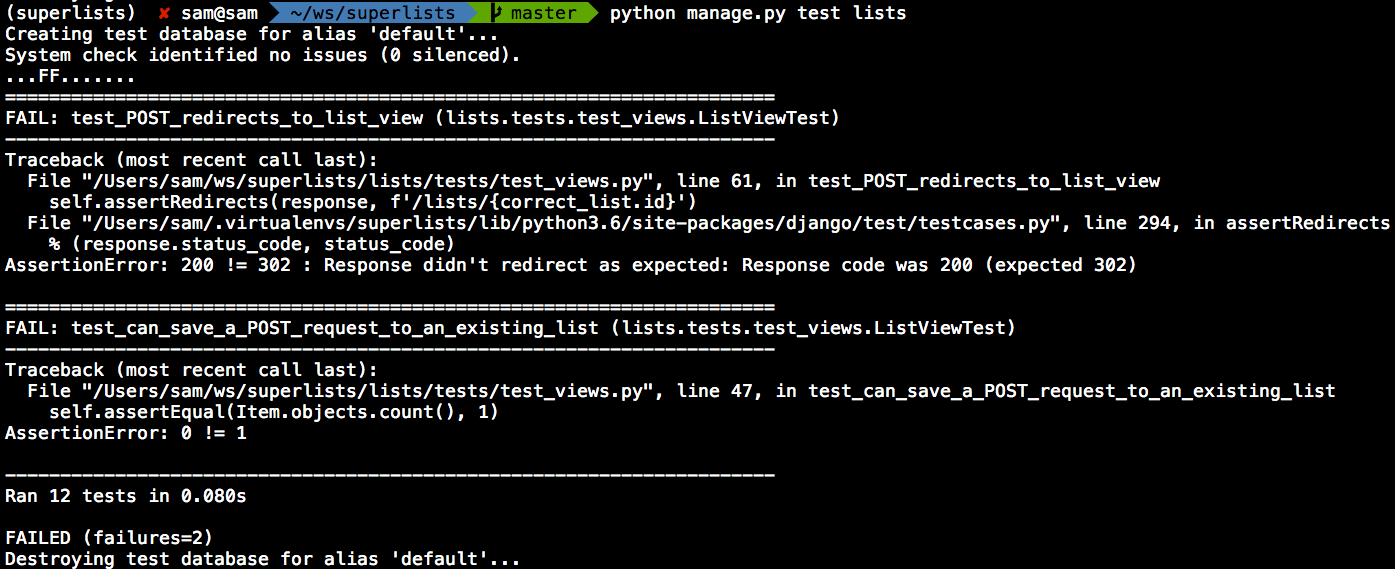 (superlists) ✘ sam@sam ~/ws/superlists master python manage.py test lists
Creating test database for alias 'default'...
System check identified no issues (0 silenced).
...FF.......
======================================================================
FAIL: test_POST_redirects_to_list_view (lists.tests.test_views.ListViewTest)
----------------------------------------------------------------------
Traceback (most recent call last):
  File "/Users/sam/ws/superlists/lists/tests/test_views.py", line 61, in test_POST_redirects_to_list_view
    self.assertRedirects(response, f'/lists/{correct_list.id}')
  File "/Users/sam/.virtualenvs/superlists/lib/python3.6/site-packages/django/test/testcases.py", line 294, in assertRedirects
    % (response.status_code, status_code)
AssertionError: 200 != 302 : Response didn't redirect as expected: Response code was 200 (expected 302)
======================================================================
FAIL: test_can_save_a_POST_request_to_an_existing_list (lists.tests.test_views.ListViewTest)
----------------------------------------------------------------------
Traceback (most recent call last):
  File "/Users/sam/ws/superlists/lists/tests/test_views.py", line 47, in test_can_save_a_POST_request_to_an_existing_list
    self.assertEqual(Item.objects.count(), 1)
AssertionError: 0 != 1
----------------------------------------------------------------------
Ran 12 tests in 0.080s
FAILED (failures=2)
Destroying test database for alias 'default'...